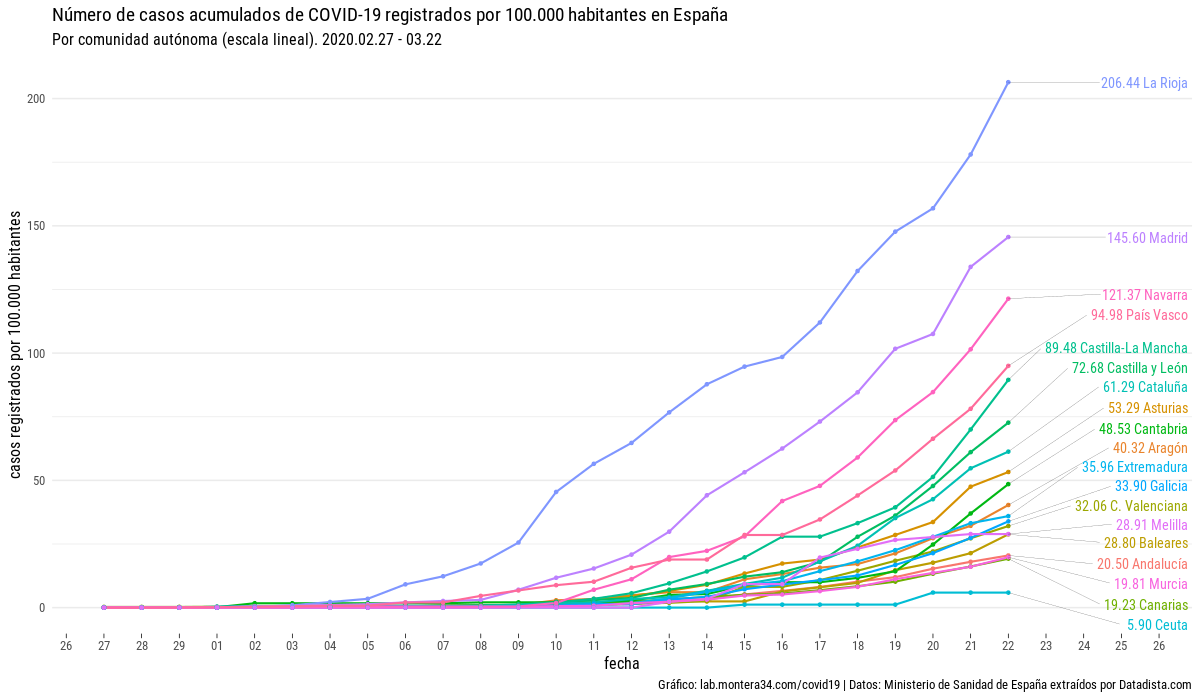 Número de casos acumulados de COVID-19 registrados por 100.000 habitantes en España
Por comunidad autónoma (escala lineal). 2020.02.27 - 03.22
casos registrados por 100.000 habitantes
200
150
100
50
0
206.44 La Rioja
145.60 Madrid
121.37 Navarra
94.98 País Vasco
89.48 Castilla-La Mancha
72.68 Castilla y León
61.29 Cataluña
53.29 Asturias
48.53 Cantabria
40.32 Aragón
35.96 Extremadura
33.90 Galicia
32.06 C. Valenciana
28.91 Melilla
28.80 Baleares
20.50 Andalucía
19.81 Murcia
19.23 Canarias
5.90 Ceuta
26 27 28 29 01 02 03 04 05 06 07 08 09 10 11 12 13 14 15 16 17 18 19 20 21 22 23 24 25 26
fecha
Gráfico: lab.montera34.com/covid19 | Datos: Ministerio de Sanidad de España extraídos por Datadista.com